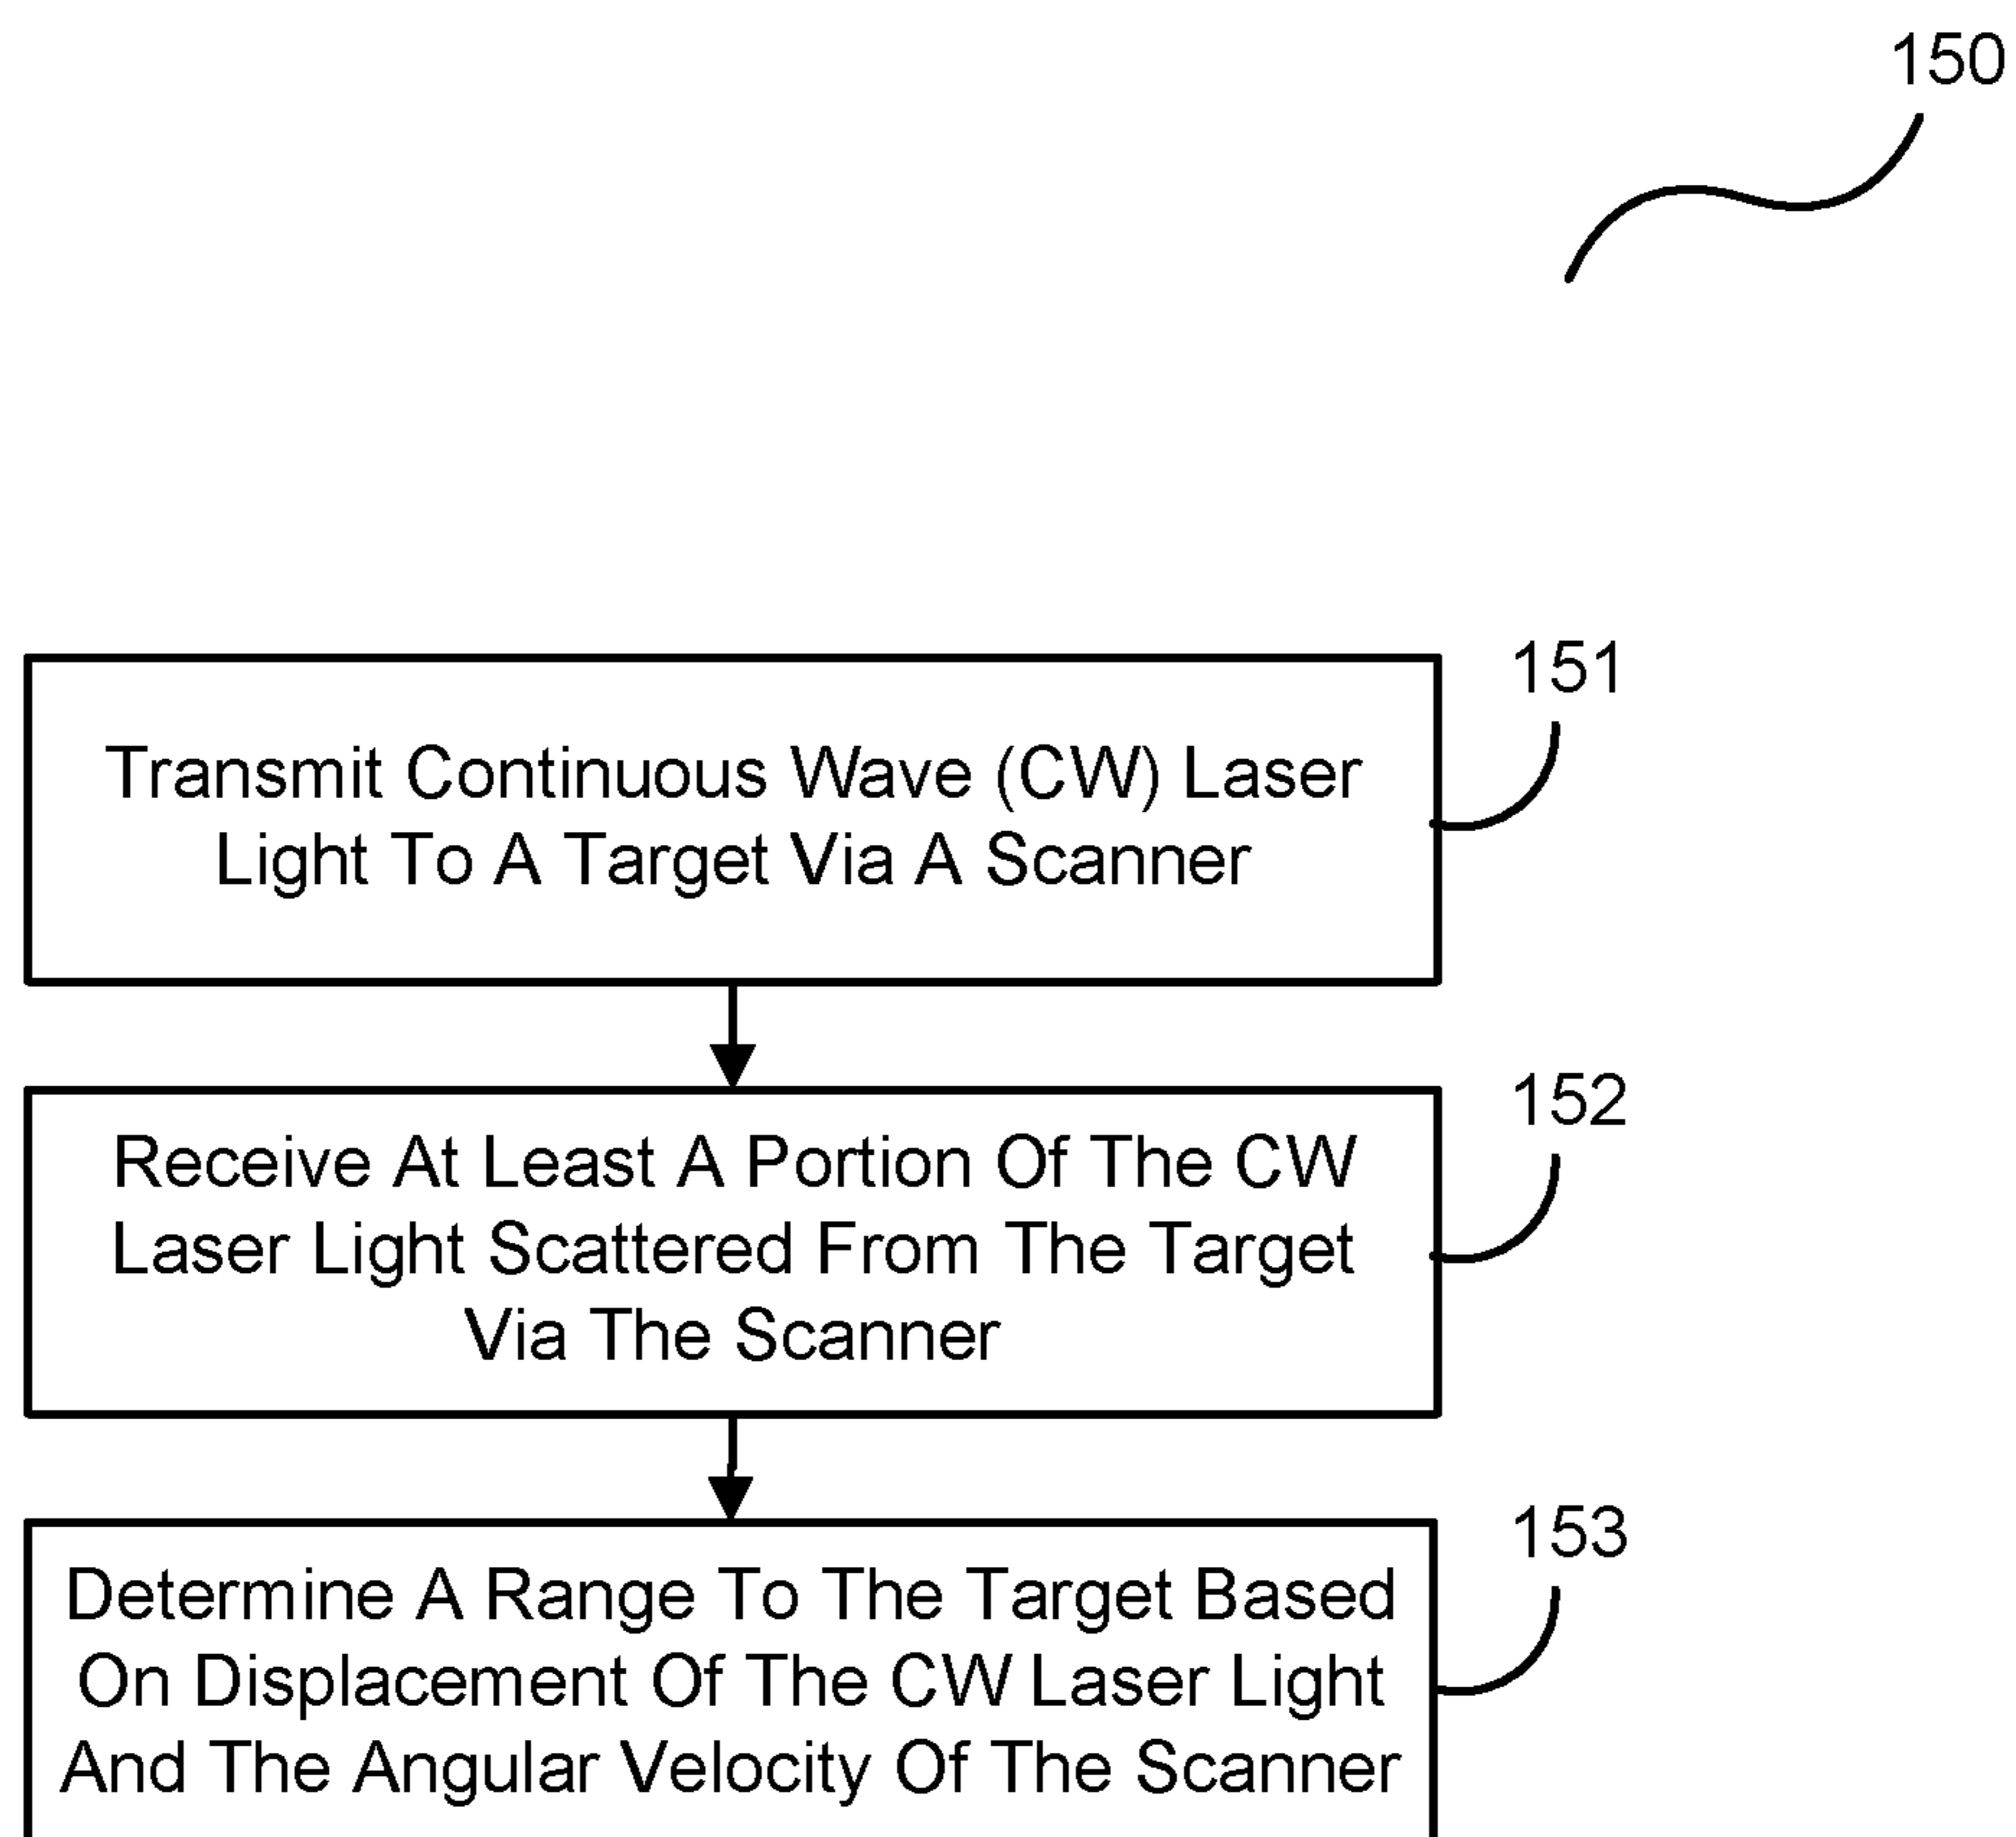 150
Transmit Continuous Wave (CW) Laser
Light To A Target Via A Scanner
151
Receive At Least A Portion Of The CW
Laser Light Scattered From The Target
Via The Scanner
152
Determine A Range To The Target Based
On Displacement Of The CW Laser Light
And The Angular Velocity Of The Scanner
153